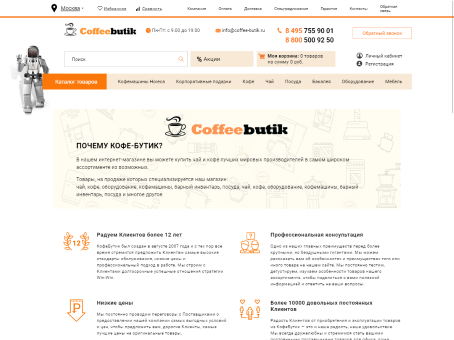 Москва Избранное Сравнить Компания Оплата Доставка Спецпредложения Гарантия Контакты Обратная связь
Coffeebutik Пн-Пт: с 9.00 до 19.00 info@coffee-butik.ru 8 495 755 90 01
8 800 500 92 50 Обратный звонок
Поиск % Акции Моя корзина: 0 товаров
на сумму 0 руб. Личный кабинет
Регистрация
Каталог товаров Кофемашины Horeca Корпоративные подарки Кофе Чай Посуда Бакалея Оборудование Мебель
Coffeebutik
ПОЧЕМУ КОФЕ-БУТИК?
В нашем интернет-магазине вы можете купить чай и кофе лучших мировых производителей в самом широком
ассортименте из возможных.
Товары, на продаже которых специализируется наш магазин:
чай, кофе, оборудование, кофемашины, барный инвентарь, посуда, чай, кофе, оборудование, кофемашины, барный
инвентарь, посуда и многое другое.
12
Радуем Клиентов более 12 лет
КофеБутик был создан в августе 2007 года и с тех пор все
время стремится предложить Клиентам самые высокие
стандарты обслуживания, низкие цены и
профессиональный подход в работе. Мы строим с
Клиентами долгосрочные успешные отношения стратегии
Win-Win.
Профессиональная консультация
Одно из наших главных преимуществ перед более
крупными, но бездушными гигантами. Мы можем
рассказать вам об особенностях и преимуществах того или
иного товара на нашем сайте. Мы постоянно тестим,
дегустируем, изучаем особенности товаров нашего
ассортимента, чтобы поделиться с вами полезной
информацией и ответить на ваши вопросы.
Низкие цены
Мы постоянно проводим переговоры с Поставщиками о
предоставлении нашей компании самых выгодных условий
и цен, чтобы предложить вам, дорогие Клиенты, самые
лучшие цены на оригинальные товары.
Более 10000 довольных постоянных
Клиентов
Радость Клиентов от приобретения и эксплуатации товаров
из КофеБутик – это и наша радость, наше удовольствие.
Мы всегда дружелюбны и стремимся стать вашим